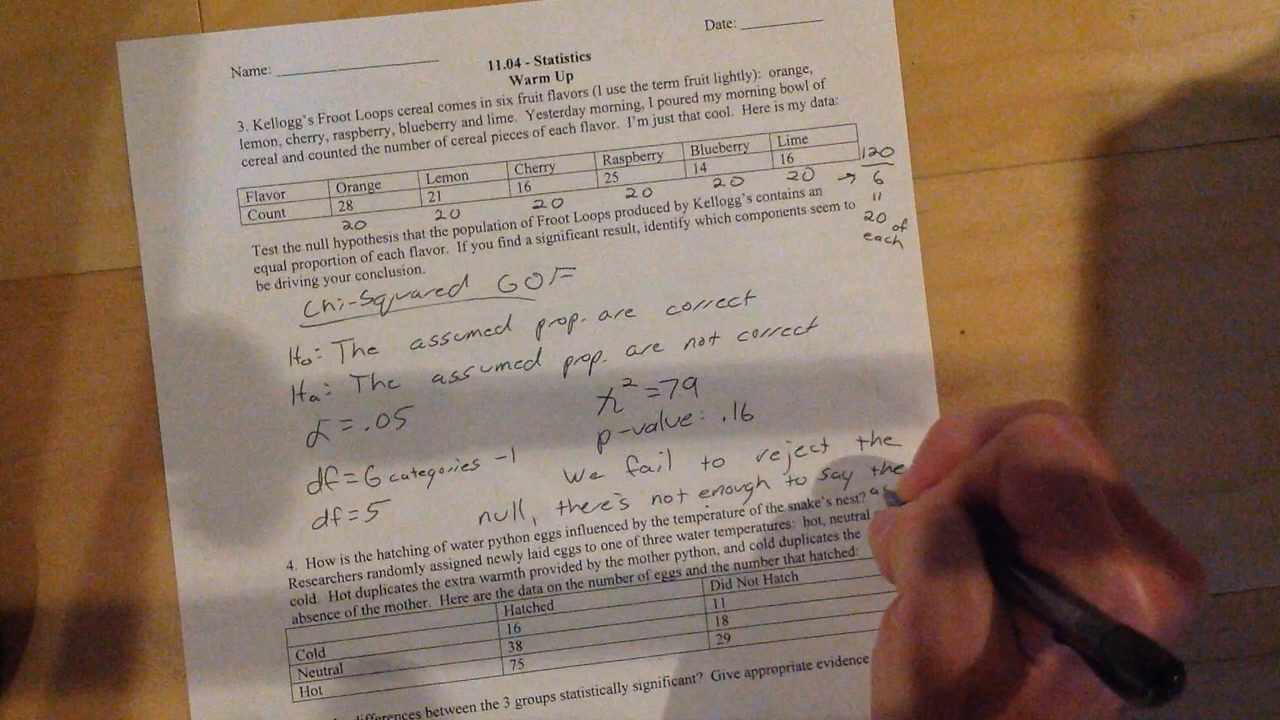 Name: ____________ Date: ________
11.04 - Statistics
Warm Up
3. Kellogg's Froot Loops cereal comes in six fruit flavors (I use the term fruit lightly): orange,
lemon, cherry, raspberry, blueberry and lime. Yesterday morning, I poured my morning bowl of
cereal and counted the number of cereal pieces of each flavor. I'm just that cool. Here is my data:
Flavor Orange Lemon Cherry Raspberry Blueberry Lime
Count 28 21 16 25 14 16
20 20 20 20 20 20 → 120
6
11
20 of
each
Test the null hypothesis that the population of Froot Loops produced by Kellogg's contains an
equal proportion of each flavor. If you find a significant result, identify which components seem to
be driving your conclusion.
Chi-Squared GOF
Ho: The assumed prop. are correct
Ha: The assumed prop. are not correct
α = .05
χ² = 79
p-value: .16
df = 6 categories -1
df = 5
we fail to reject the
null, there's not enough to say the
4. How is the hatching of water python eggs influenced by the temperature of the snake's nest?
Researchers randomly assigned newly laid eggs to one of three water temperatures: hot, neutral
cold. Hot duplicates the extra warmth provided by the mother python, and cold duplicates the
absence of the mother. Here are the data on the number of eggs and the number that hatched:
Hatched Did Not Hatch
Cold 16 11
Neutral 38 18
Hot 75 29
differences between the 3 groups statistically significant? Give appropriate evidence